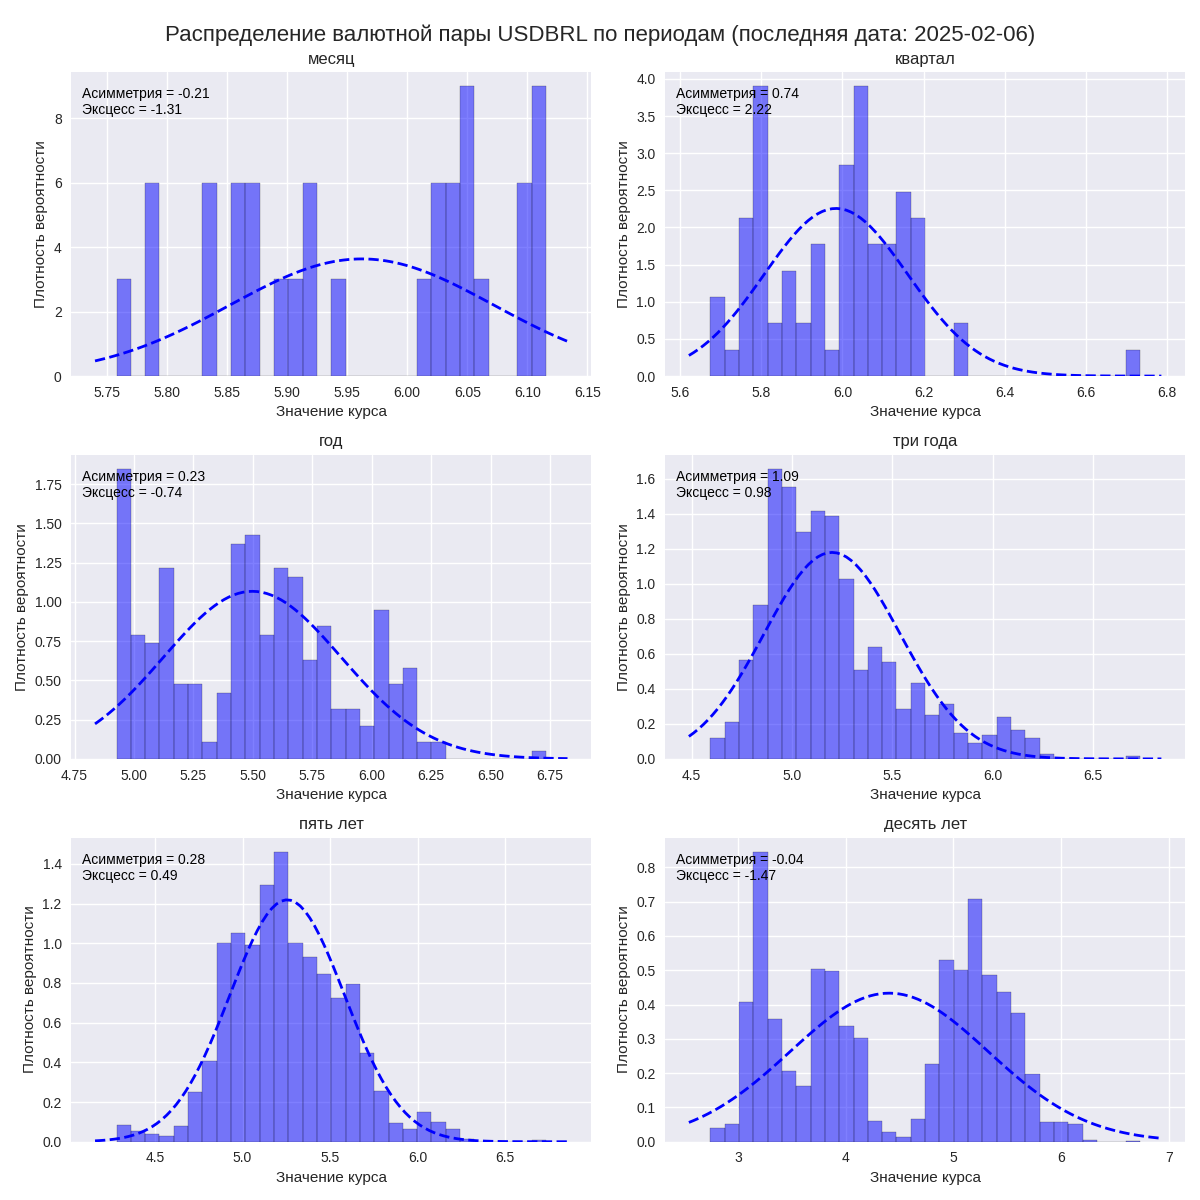 Распределение валютной пары USDBRL по периодам (последняя дата: 2025-02-06)
месяц
Асимметрия = -0.21
Эксцесс = -1.31
Плотность вероятности
8
6
4
2
0
5.75 5.80 5.85 5.90 5.95 6.00 6.05 6.10 6.15
Значение курса
квартал
Асимметрия = 0.74
Эксцесс = 2.22
Плотность вероятности
4.0
3.5
3.0
2.5
2.0
1.5
1.0
0.5
0.0
5.6 5.8 6.0 6.2 6.4 6.6 6.8
Значение курса
год
Асимметрия = 0.23
Эксцесс = -0.74
Плотность вероятности
1.75
1.50
1.25
1.00
0.75
0.50
0.25
0.00
4.75 5.00 5.25 5.50 5.75 6.00 6.25 6.50 6.75
Значение курса
три года
Асимметрия = 1.09
Эксцесс = 0.98
Плотность вероятности
1.6
1.4
1.2
1.0
0.8
0.6
0.4
0.2
0.0
4.5 5.0 5.5 6.0 6.5
Значение курса
пять лет
Асимметрия = 0.28
Эксцесс = 0.49
Плотность вероятности
1.4
1.2
1.0
0.8
0.6
0.4
0.2
0.0
4.5 5.0 5.5 6.0 6.5
Значение курса
десять лет
Асимметрия = -0.04
Эксцесс = -1.47
Плотность вероятности
0.8
0.7
0.6
0.5
0.4
0.3
0.2
0.1
0.0
3 4 5 6 7
Значение курса